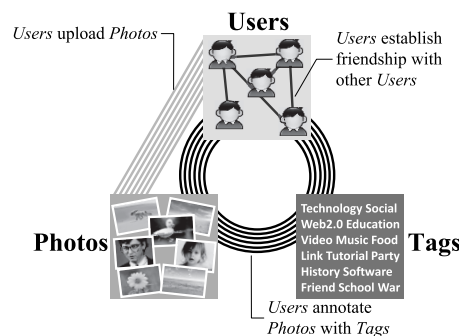 Users
Users upload Photos
Users establish
friendship with
other Users
Photos
Technology Social
Web2.0 Education
Video Music Food
Link Tutorial Party
History Software
Friend School War
Tags
Users annotate
Photos with Tags